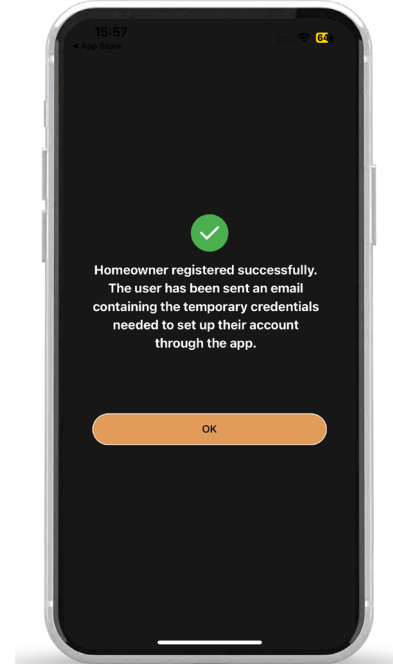 15:57
◀ App Store
64
Homeowner registered successfully.
The user has been sent an email
containing the temporary credentials
needed to set up their account
through the app.
OK